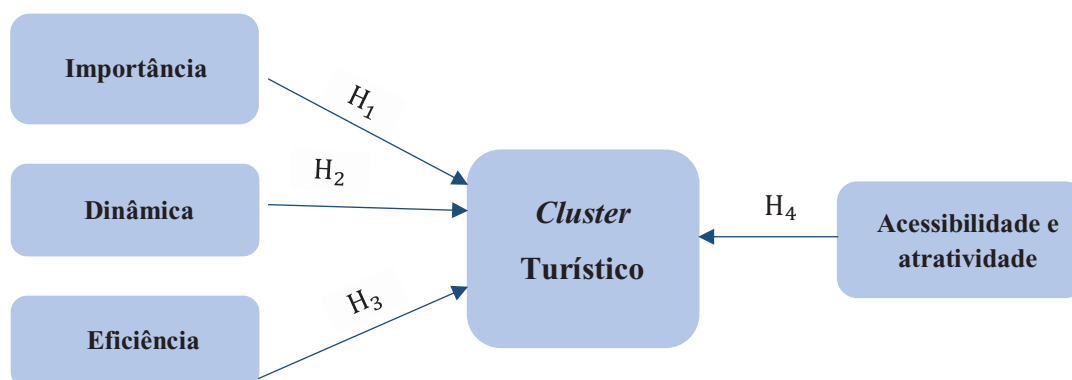 Importância
H₁
Dinâmica
H₂
Cluster
Turístico
H₄
Acessibilidade e
atratividade
H₃
Eficiência